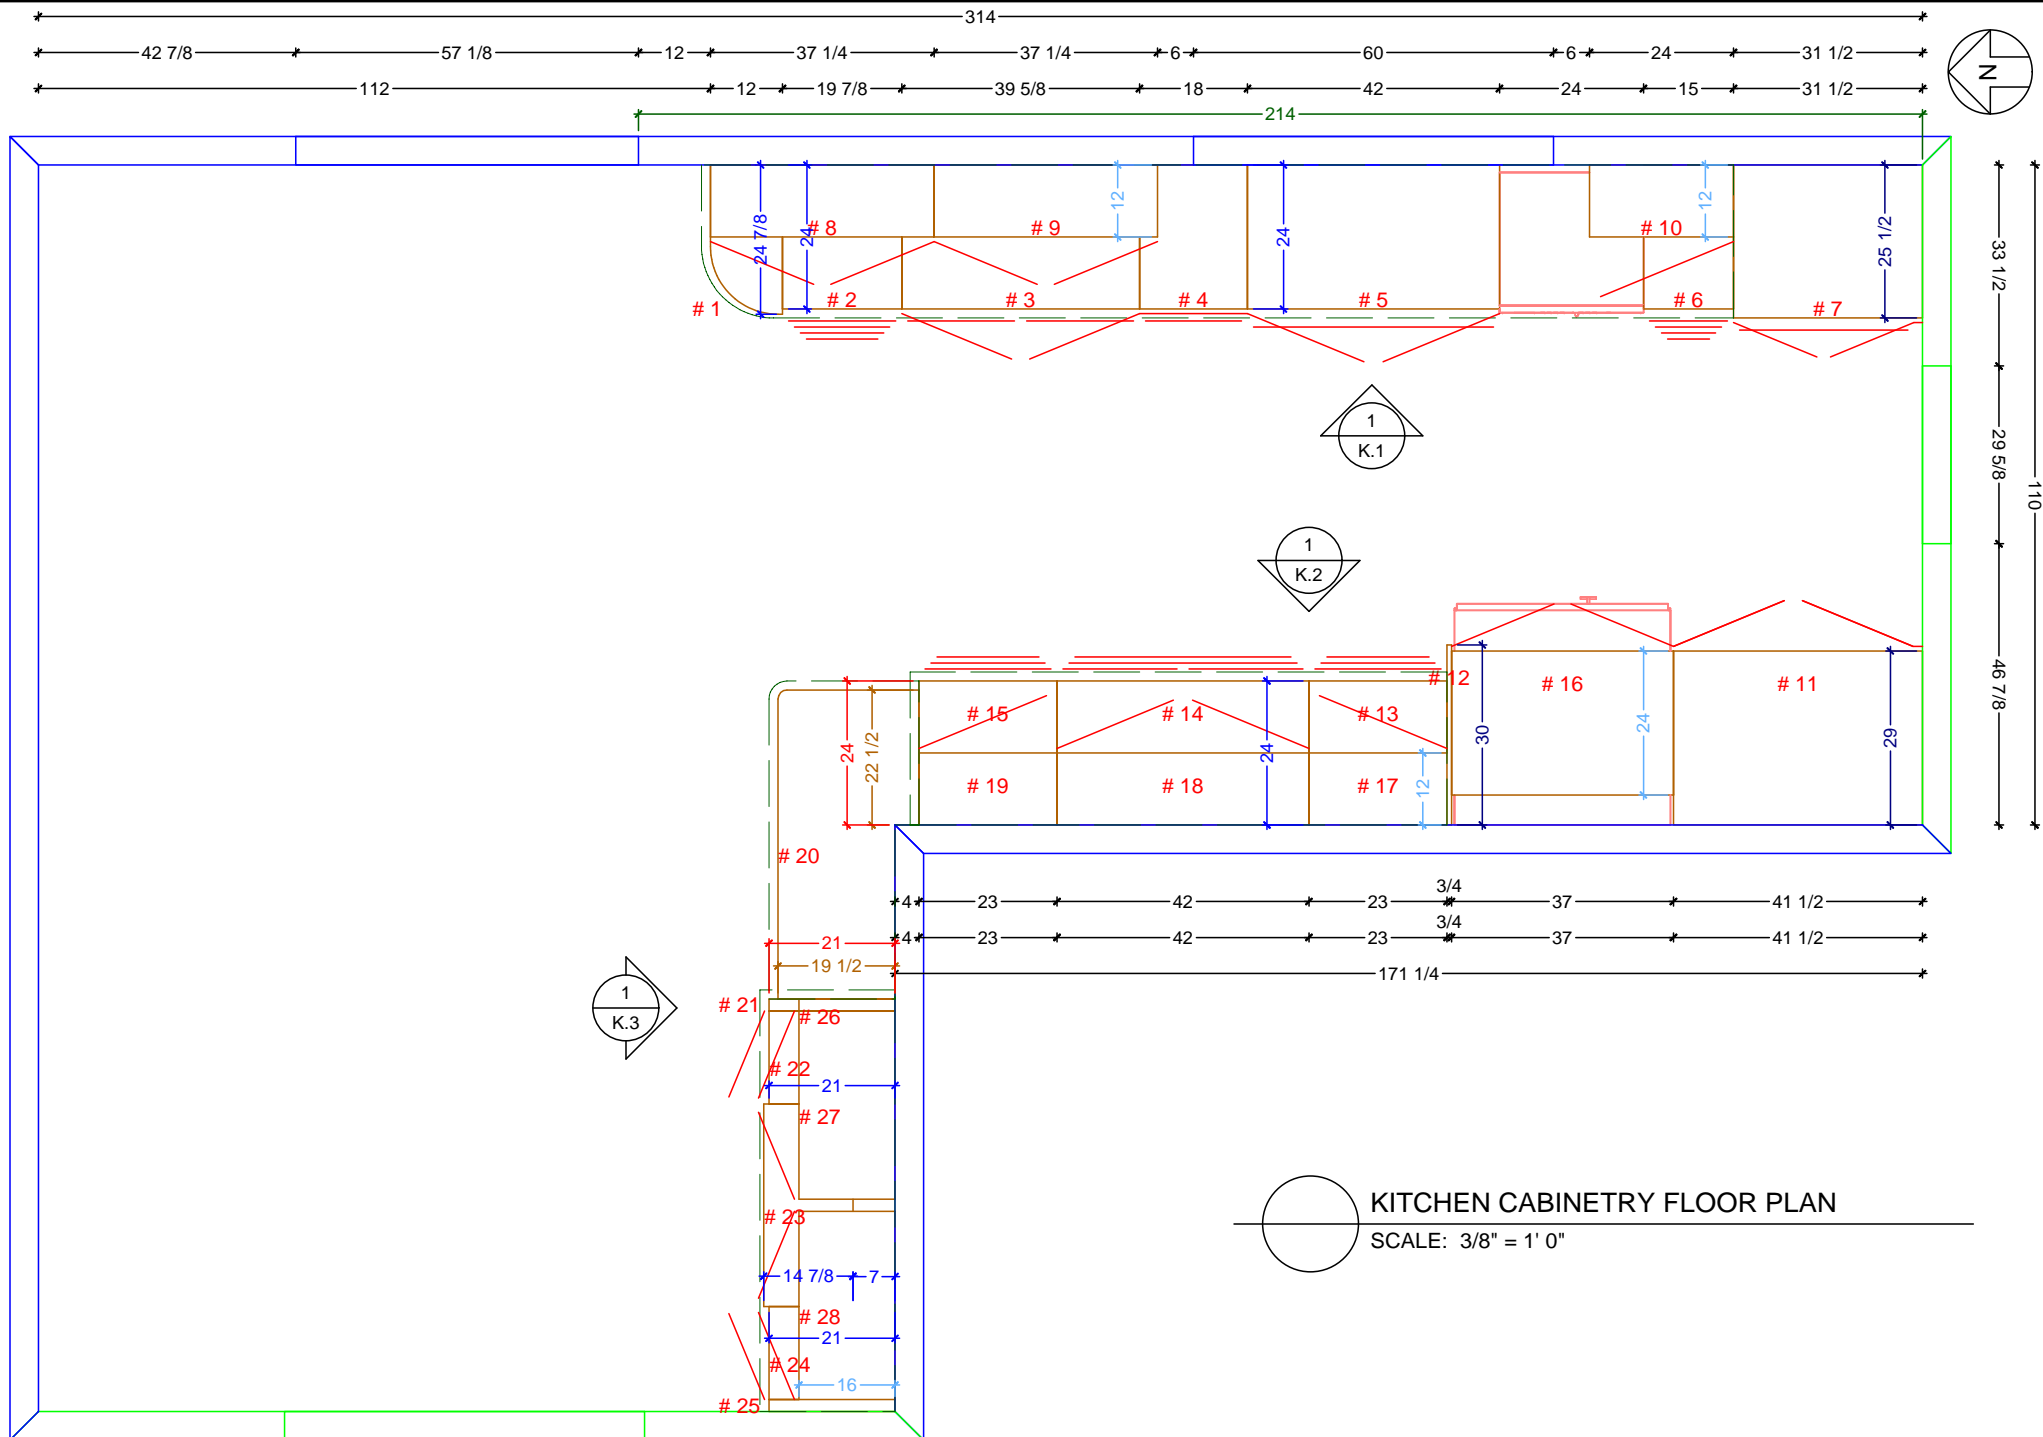 314
42 7/8 57 1/8 12 37 1/4 37 1/4 6 60 6 24 31 1/2
112 12 19 7/8 39 5/8 18 42 24 15 31 1/2
214
N
24 7/8 24 12 24 12 25 1/2
# 8 # 9 # 10
# 1 # 2 # 3 # 4 # 5 # 6 # 7
33 1/2
29 5/8
46 7/8
110
1
K.1
1
K.2
# 12 # 16 # 11
# 15 # 14 # 13
24 22 1/2 24 30 24 29
# 19 # 18 # 17 12
# 20
3/4
4 23 42 23 37 41 1/2
3/4
4 23 42 23 37 41 1/2
171 1/4
21
19 1/2
1
K.3
# 21
# 26
# 22
21
# 27
# 23
14 7/8 7
# 28
21
# 24
16
# 25
KITCHEN CABINETRY FLOOR PLAN
SCALE: 3/8" = 1' 0"